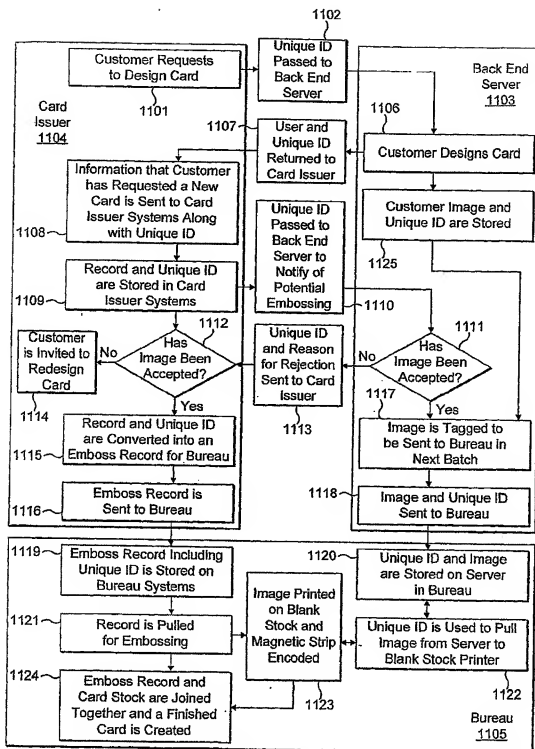 1102
Customer Requests
to Design Card
1101
Unique ID
Passed to
Back End
Server
Back End
Server
1103
Card
Issuer
1104
1107
User and
Unique ID
Returned to
Card Issuer
1106
Customer Designs Card
Information that Customer
has Requested a New
Card is Sent to Card
Issuer Systems Along
with Unique ID
1108
Customer Image and
Unique ID are Stored
1125
Unique ID
Passed to
Back End
Server to
Notify of
Potential
Embossing
1110
Record and Unique ID
are Stored in Card
Issuer Systems
1109
1112
Has
Image Been
Accepted?
No
Yes
Customer
is Invited to
Redesign
Card
1114
Unique ID
and Reason
for Rejection
Sent to Card
Issuer
1113
1111
Has
Image Been
Accepted?
No
Yes
1117
Image is Tagged to
be Sent to Bureau in
Next Batch
Record and Unique ID
are Converted into an
Emboss Record for Bureau
1115
Emboss Record is
Sent to Bureau
1116
1118
Image and Unique ID
Sent to Bureau
1119
Emboss Record Including
Unique ID is Stored on
Bureau Systems
1120
Unique ID and Image
are Stored on Server
in Bureau
Image Printed
on Blank
Stock and
Magnetic Strip
Encoded
1123
1121
Record is Pulled
for Embossing
Unique ID is Used to Pull
Image from Server to
Blank Stock Printer
1122
1124
Emboss Record and
Card Stock are Joined
Together and a Finished
Card is Created
Bureau
1105